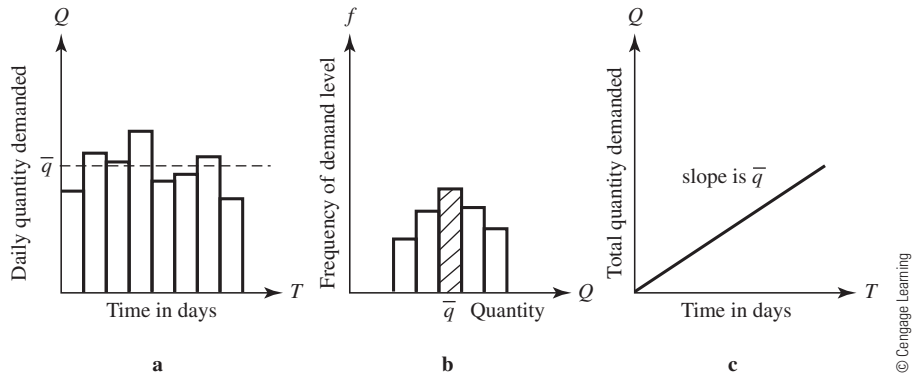 Q
Daily quantity demanded
q̅
T
Time in days
a
f
Frequency of demand level
Q
q̅ Quantity
b
Q
Total quantity demanded
slope is q̅
T
Time in days
c
© Cengage Learning